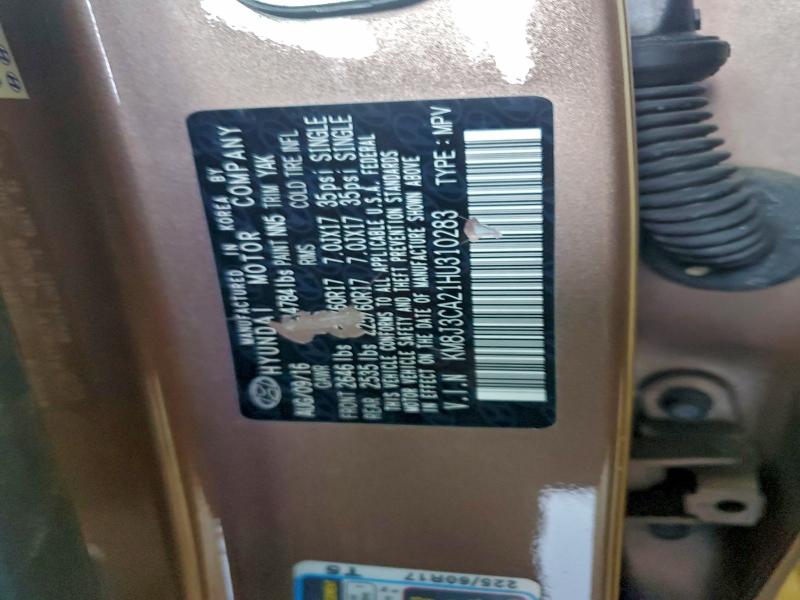 MANUFACTURED IN KOREA BY
HYUNDAI MOTOR COMPANY
AUG/09/16 PAINT NN5 TRIM YAK
GVWR 4784lbs RIMS COLD TRE INFL
FRONT 2646 lbs 60R17 7.0JX17 35psi SINGLE
REAR 2535 lbs 225/60R17 7.0JX17 35psi SINGLE
THIS VEHICLE CONFORMS TO ALL APPLICABLE U.S.A. FEDERAL
MOTOR VEHICLE SAFETY AND THEFT PREVENTION STANDARDS
IN EFFECT ON THE DATE OF MANUFACTURE SHOWN ABOVE
V.I.N KM8J3CA21HU310283 TYPE : MPV
225/60R17